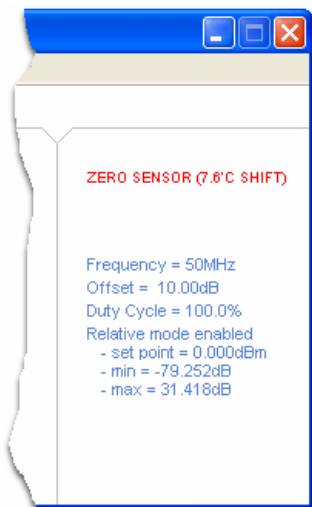 ZERO SENSOR (7.6'C SHIFT)
Frequency = 50MHz
Offset = 10.00dB
Duty Cycle = 100.0%
Relative mode enabled
- set point = 0.000dBm
- min = -79.252dB
- max = 31.418dB